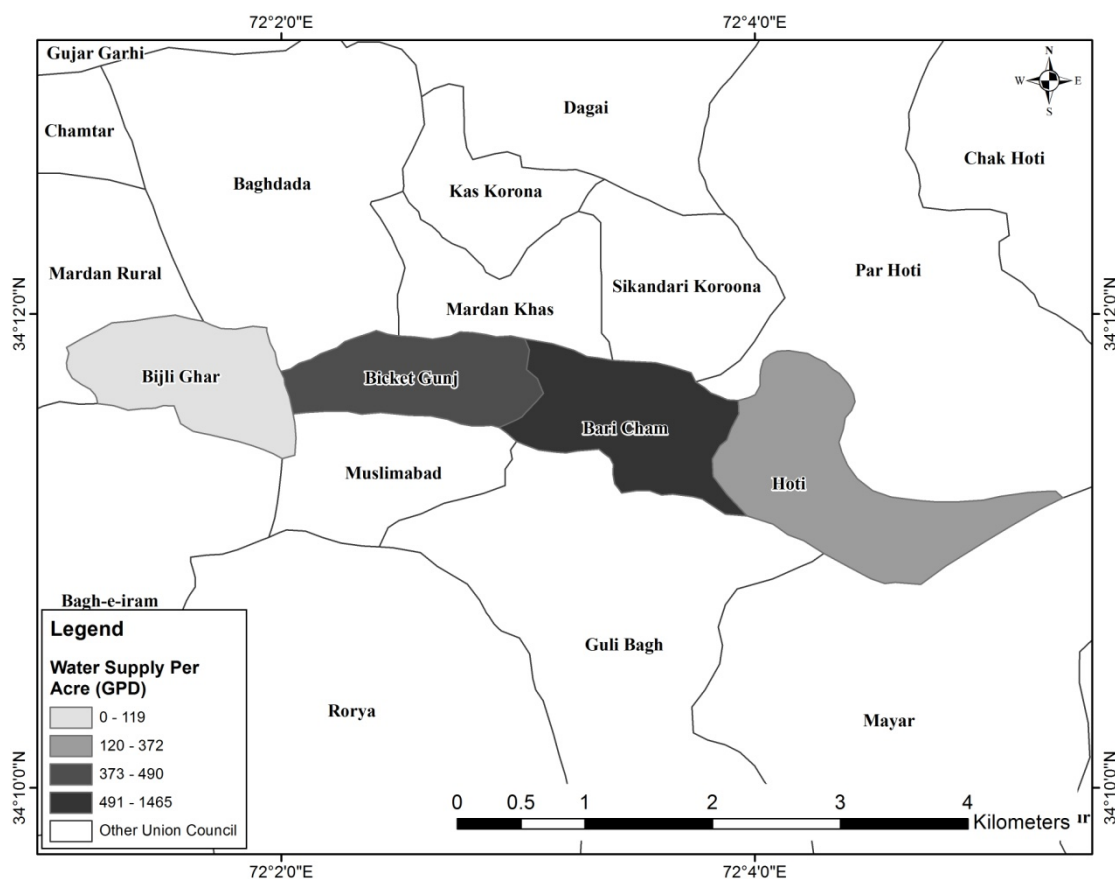 72°2'0"E
72°4'0"E
Gujar Garhi
N
W
E
S
Dagai
Chamtar
Chak Hoti
Baghdada
Kas Korona
Mardan Rural
Par Hoti
Sikandari Koroona
Mardan Khas
34°12'0"N
34°12'0"N
Bijli Ghar
Bicket Gunj
Bari Cham
Muslimabad
Hoti
Bagh-e-iram
Guli Bagh
Rorya
Mayar
Legend
Water Supply Per
Acre (GPD)
0 - 119
120 - 372
373 - 490
491 - 1465
Other Union Council
34°10'0"N
34°10'0"N
0 0.5 1 2 3 4
Kilometers
72°2'0"E
72°4'0"E